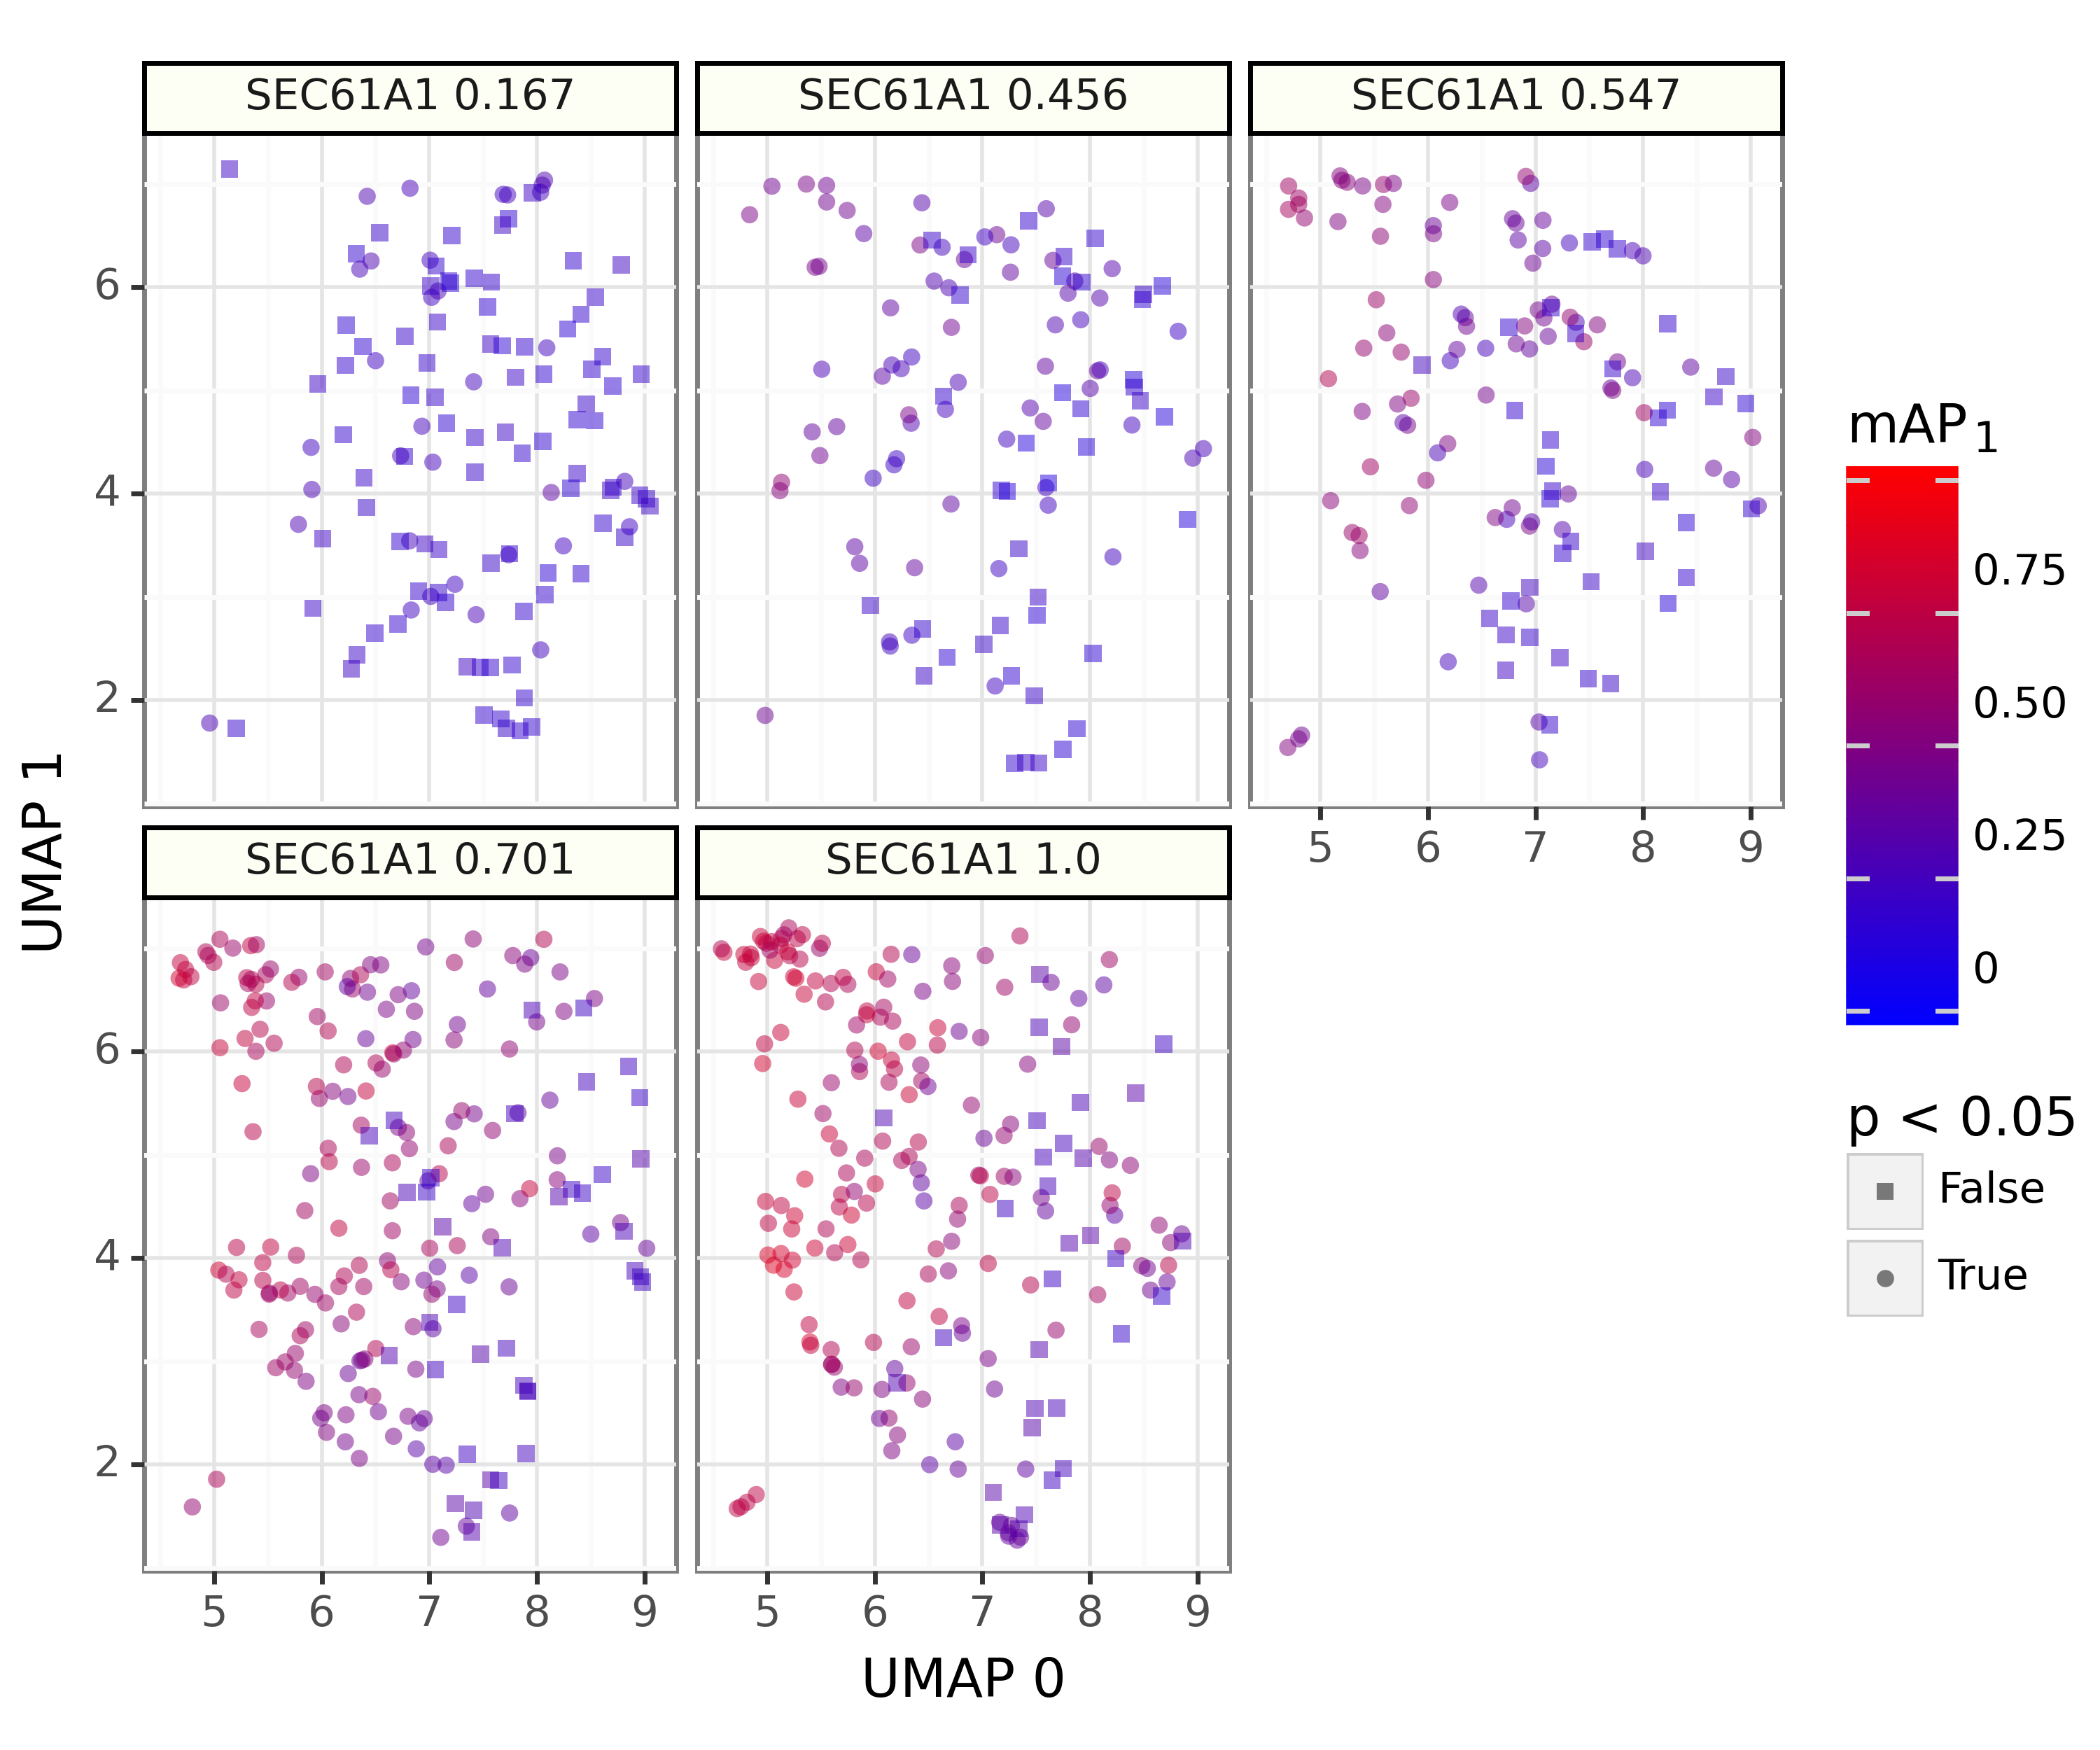 SEC61A1 0.167
SEC61A1 0.456
SEC61A1 0.547
6
4
2
5 6 7 8 9
SEC61A1 0.701
SEC61A1 1.0
6
4
2
5 6 7 8 9
5 6 7 8 9
UMAP 1
UMAP 0
mAP
1
0.75
0.50
0.25
0
p < 0.05
False
True